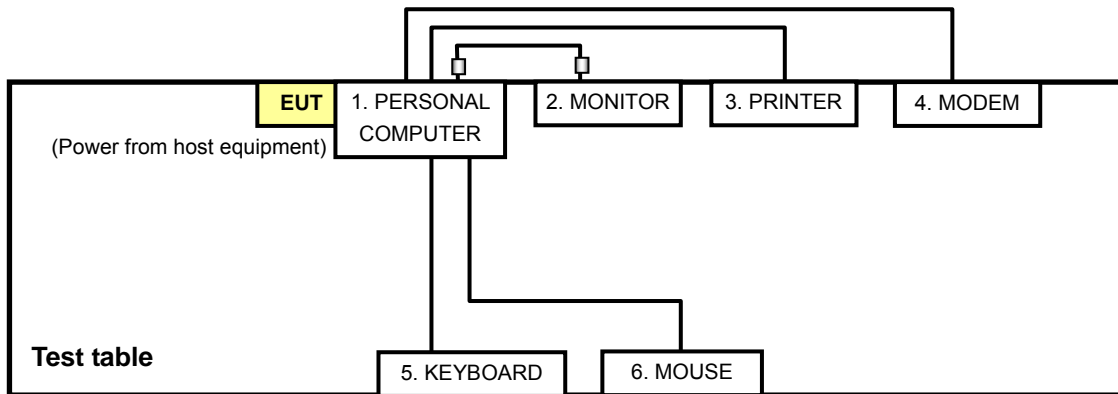 EUT
1. PERSONAL
COMPUTER
2. MONITOR
3. PRINTER
4. MODEM
(Power from host equipment)
Test table
5. KEYBOARD
6. MOUSE